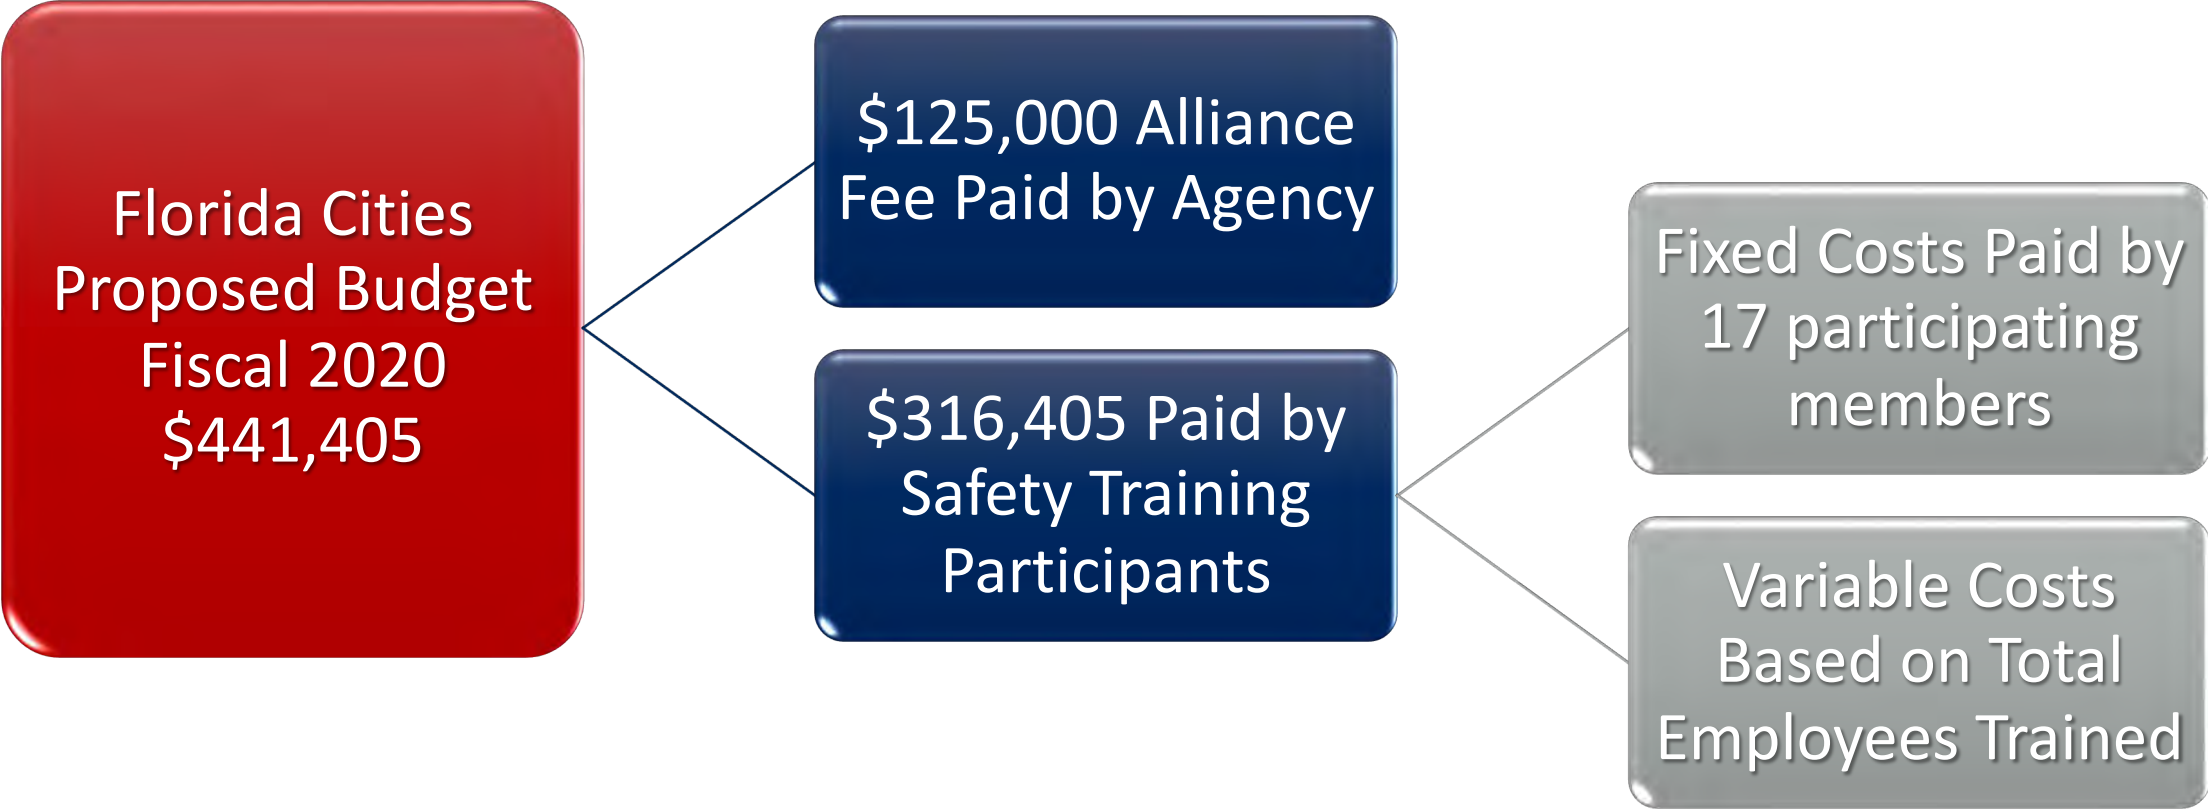 Florida Cities
Proposed Budget
Fiscal 2020
$441,405
$125,000 Alliance
Fee Paid by Agency
$316,405 Paid by
Safety Training
Participants
Fixed Costs Paid by
17 participating
members
Variable Costs
Based on Total
Employees Trained